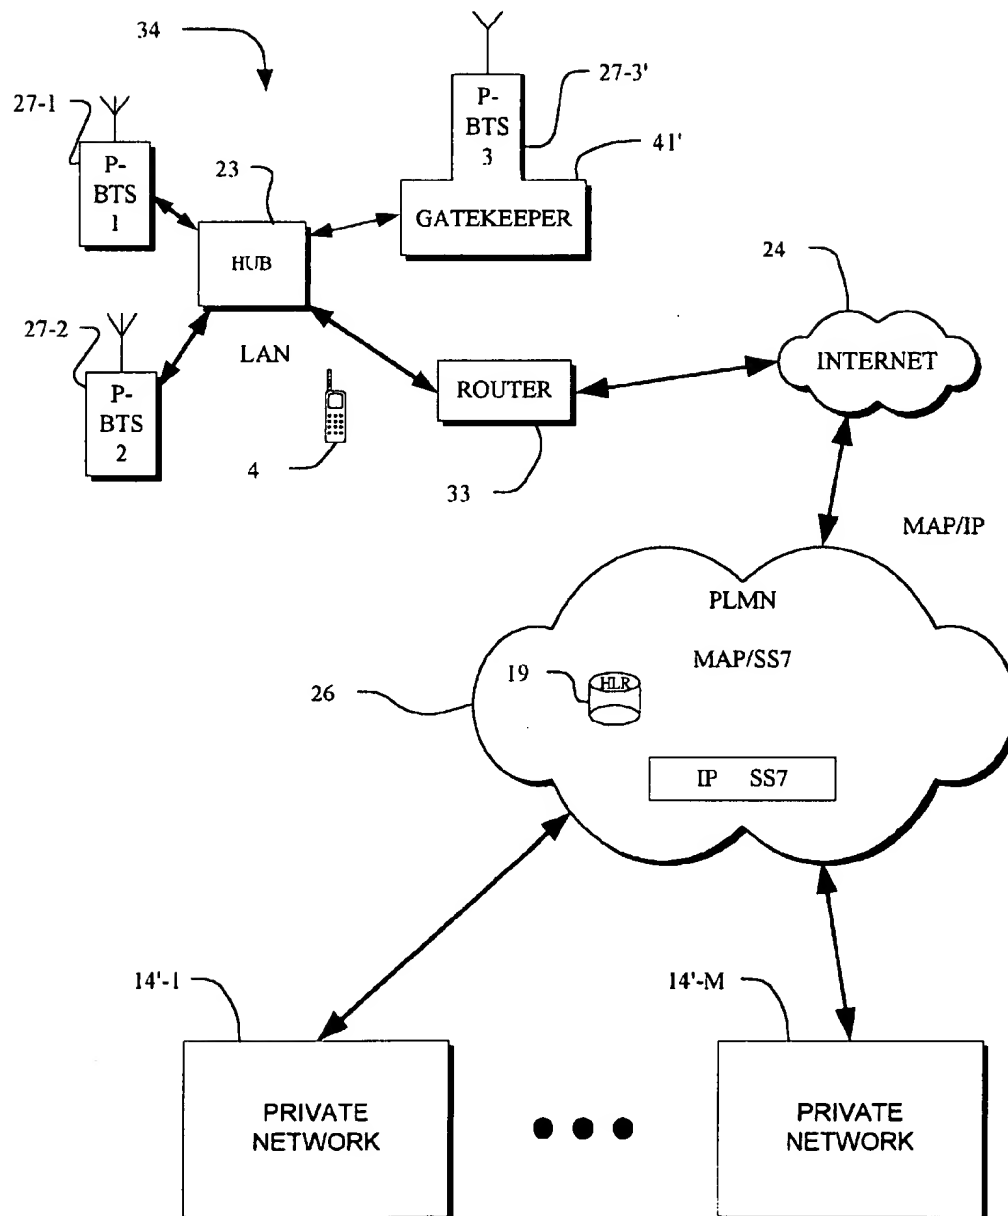 34
27-3'
27-1
P-
BTS
3
P-
BTS
1
23
41'
GATEKEEPER
HUB
24
27-2
LAN
INTERNET
P-
BTS
2
ROUTER
4
33
MAP/IP
PLMN
MAP/SS7
19
HLR
26
IP SS7
14'-1
14'-M
PRIVATE
NETWORK
PRIVATE
NETWORK